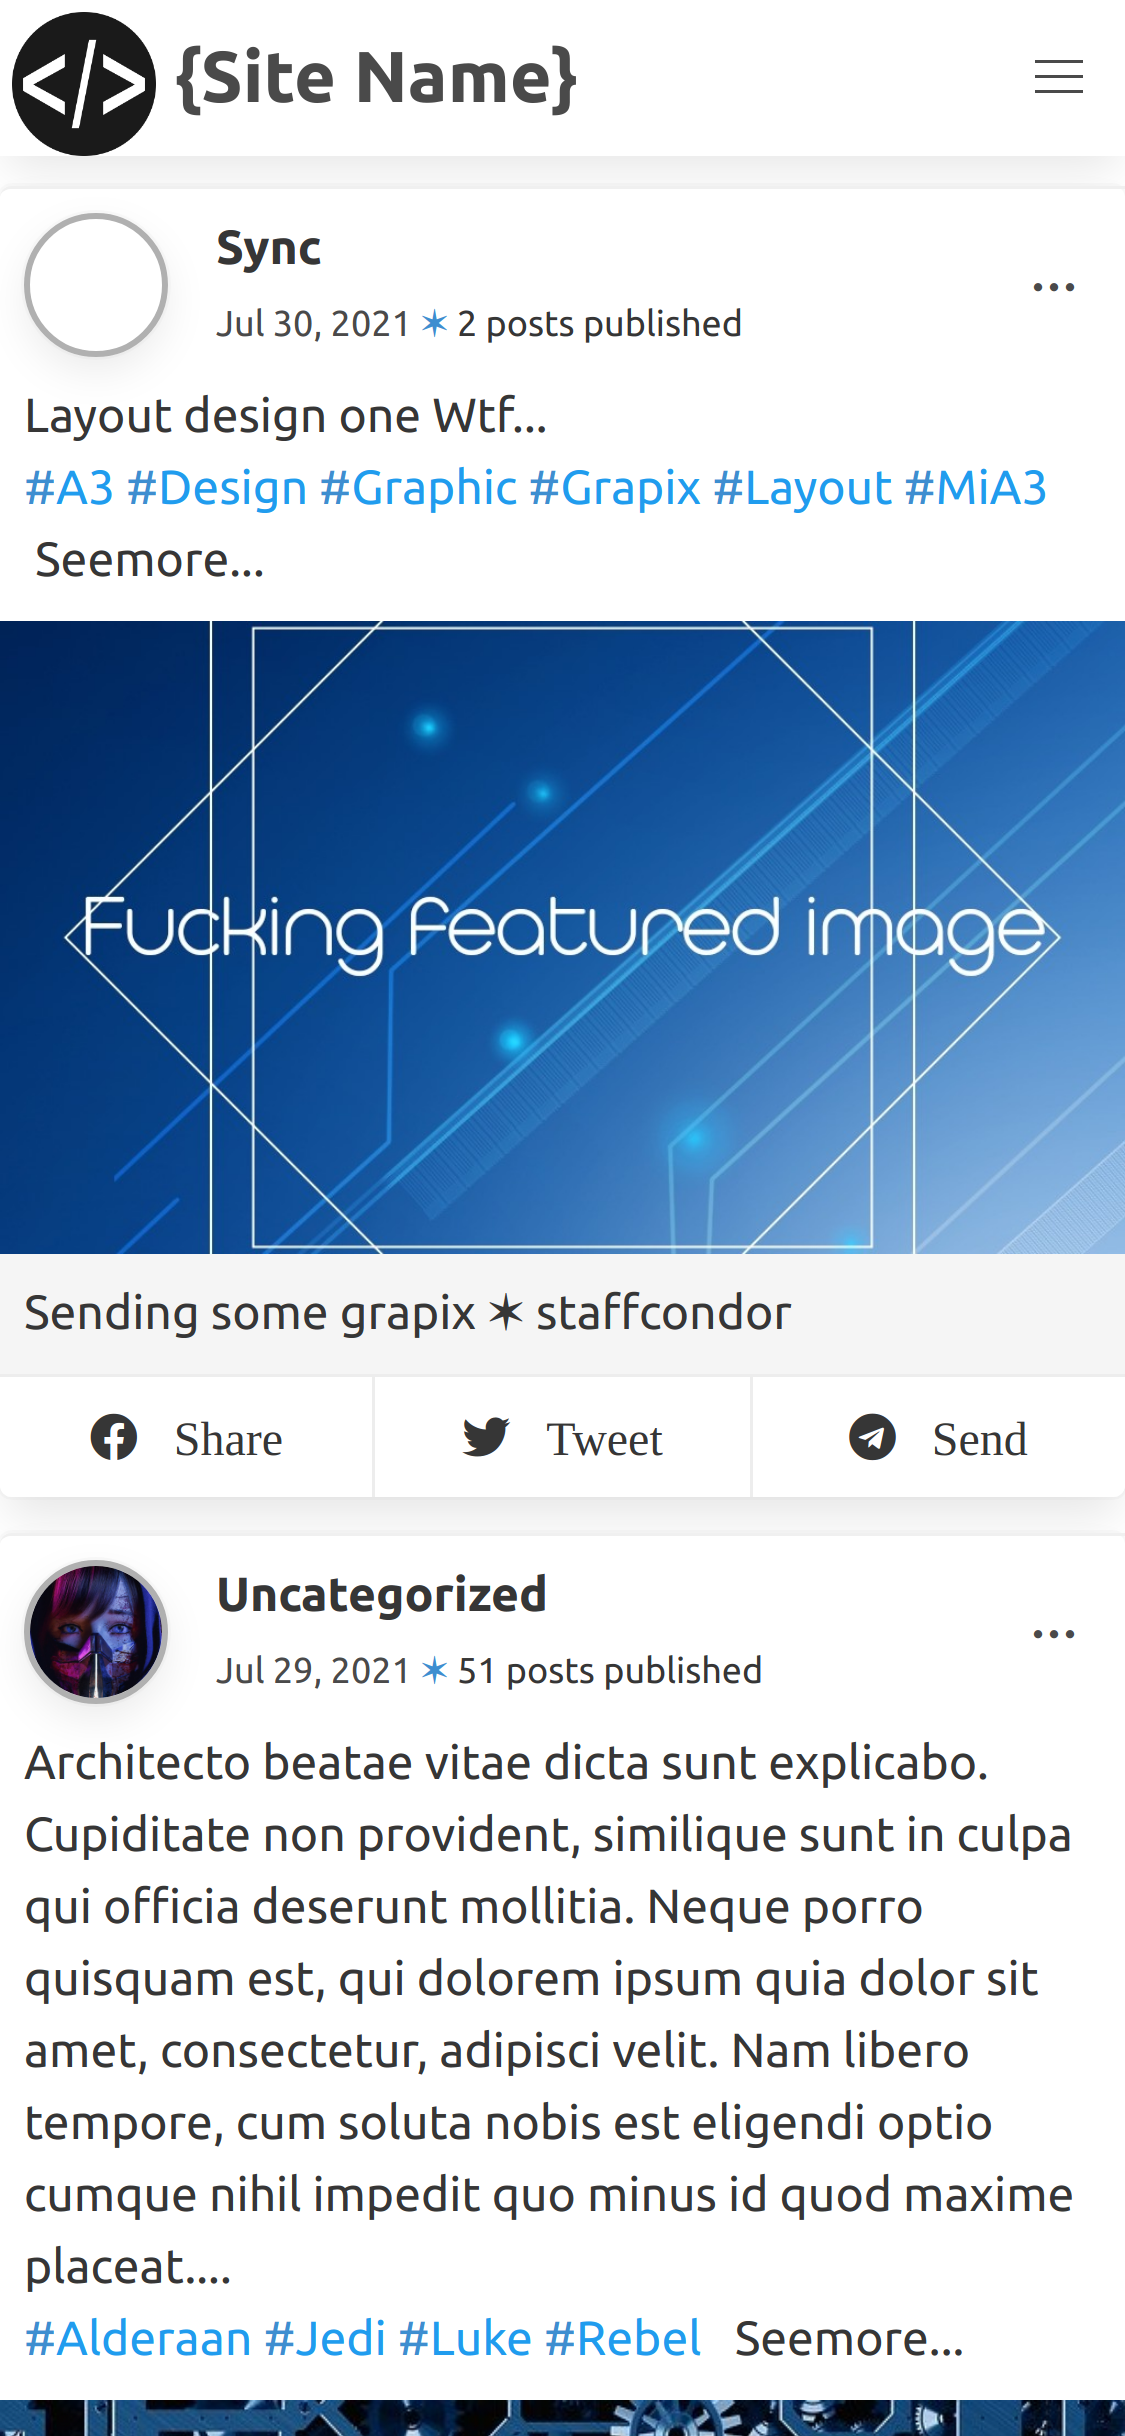 </> {Site Name}
Sync
Jul 30, 2021 ✶ 2 posts published
Layout design one Wtf...
#A3 #Design #Graphic #Grapix #Layout #MiA3
Seemore...
Fucking featured image
Sending some grapix ✶ staffcondor
Share Tweet Send
Uncategorized
Jul 29, 2021 ✶ 51 posts published
Architecto beatae vitae dicta sunt explicabo.
Cupiditate non provident, similique sunt in culpa
qui officia deserunt mollitia. Neque porro
quisquam est, qui dolorem ipsum quia dolor sit
amet, consectetur, adipisci velit. Nam libero
tempore, cum soluta nobis est eligendi optio
cumque nihil impedit quo minus id quod maxime
placeat....
#Alderaan #Jedi #Luke #Rebel Seemore...